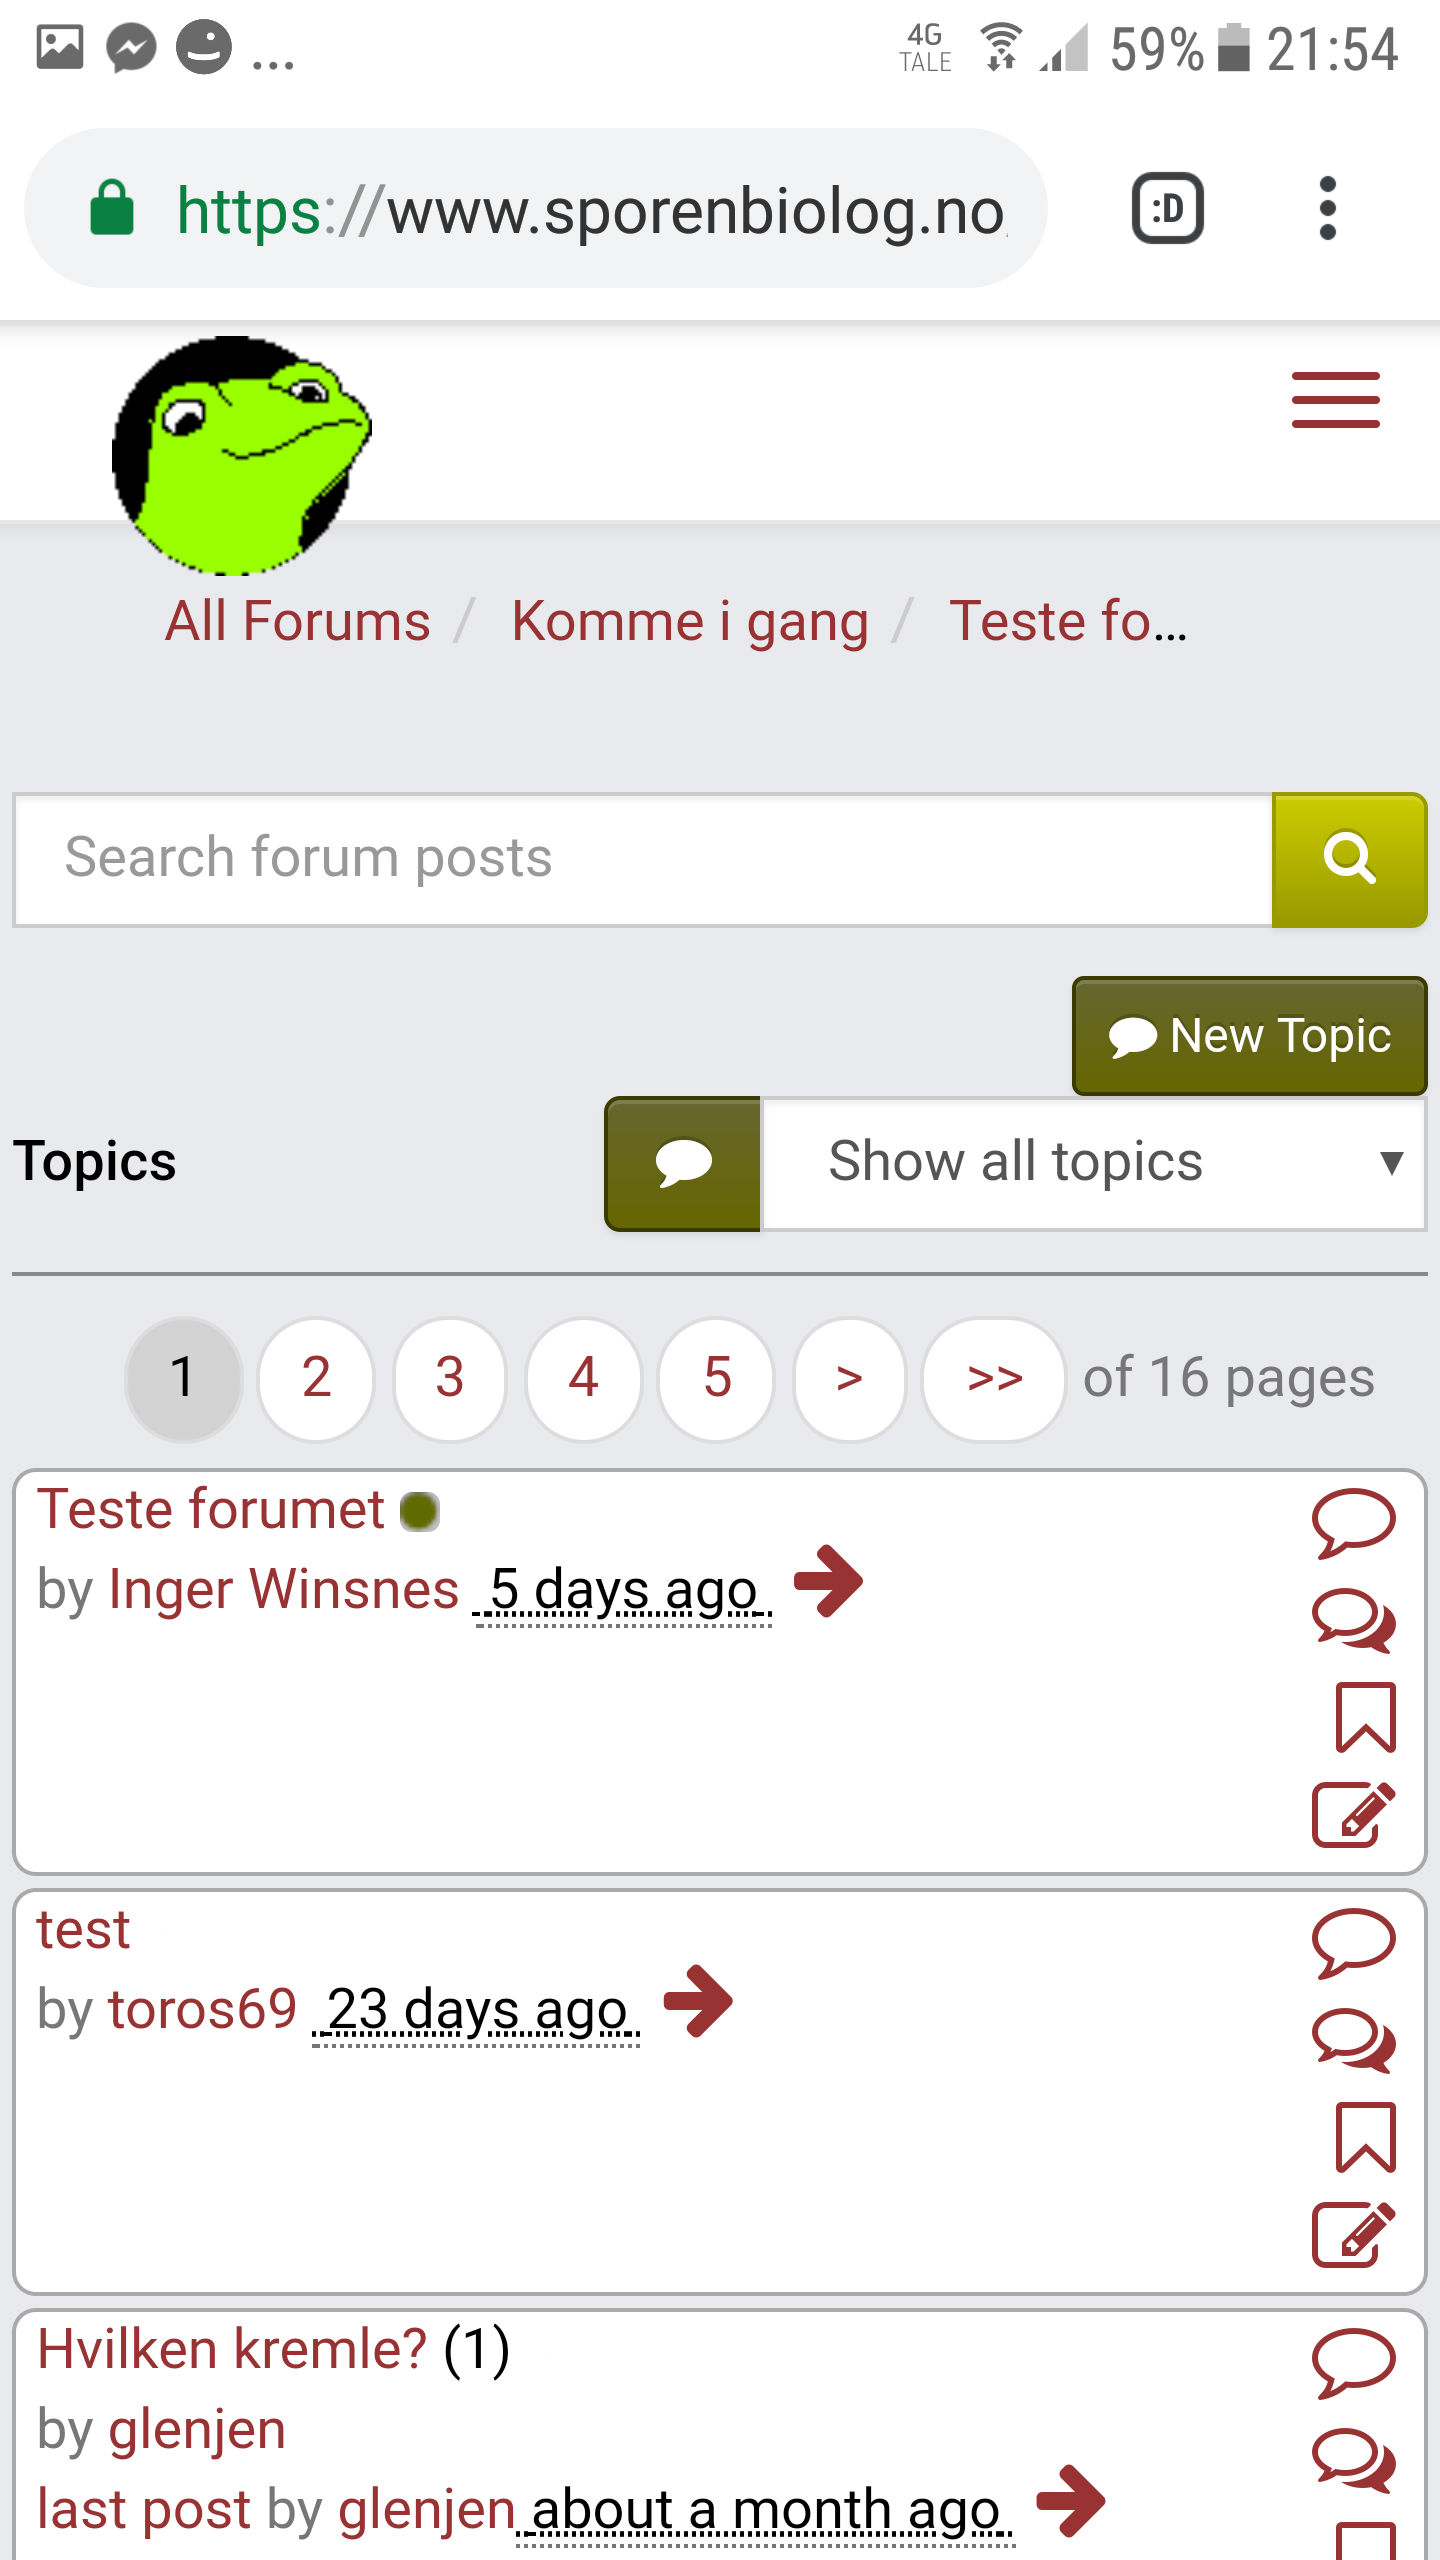 ... 4G TALE 59% 21:54
https://www.sporenbiolog.no :D
All Forums / Komme i gang / Teste fo...
Search forum posts
New Topic
Topics Show all topics ▼
1 2 3 4 5 > >> of 16 pages
Teste forumet
by Inger Winsnes 5 days ago
test
by toros69 23 days ago
Hvilken kremle? (1)
by glenjen
last post by glenjen about a month ago